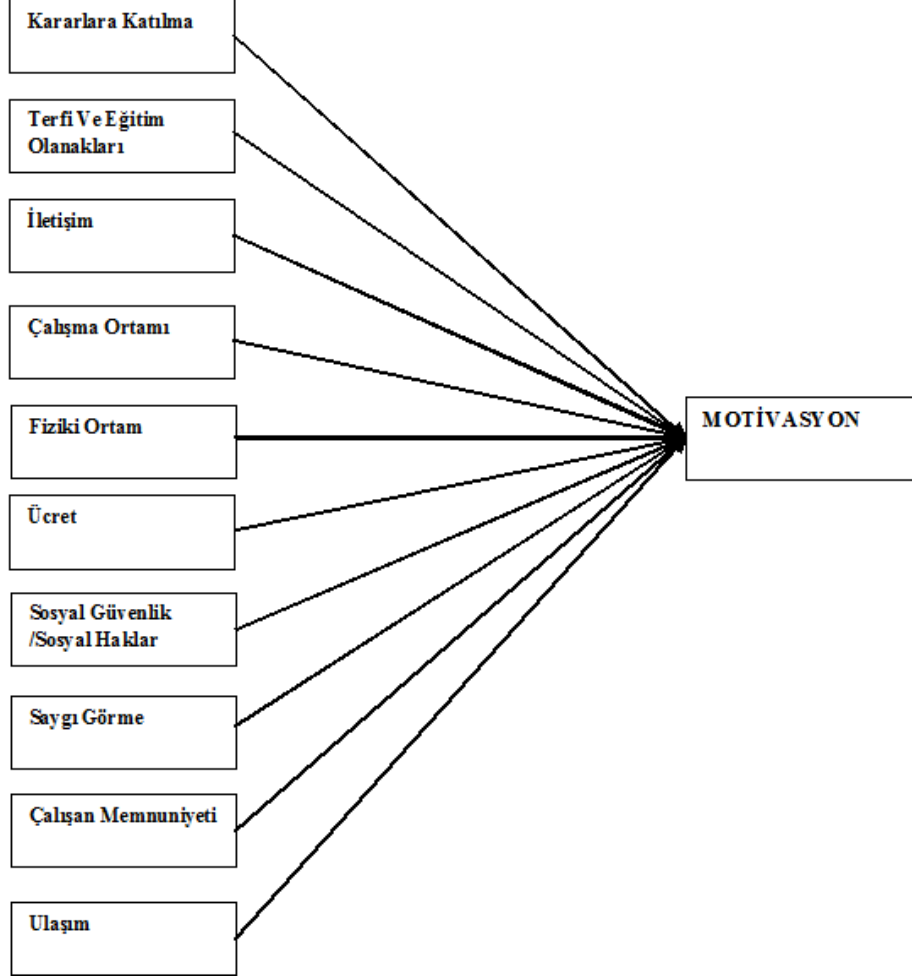 Kararlara Katılma
Terfi Ve Eğitim
Olanakları
İletişim
Çalışma Ortamı
Fiziki Ortam
MOTİVASYON
Ücret
Sosyal Güvenlik
/Sosyal Haklar
Saygı Görme
Çalışan Memnuniyeti
Ulaşım